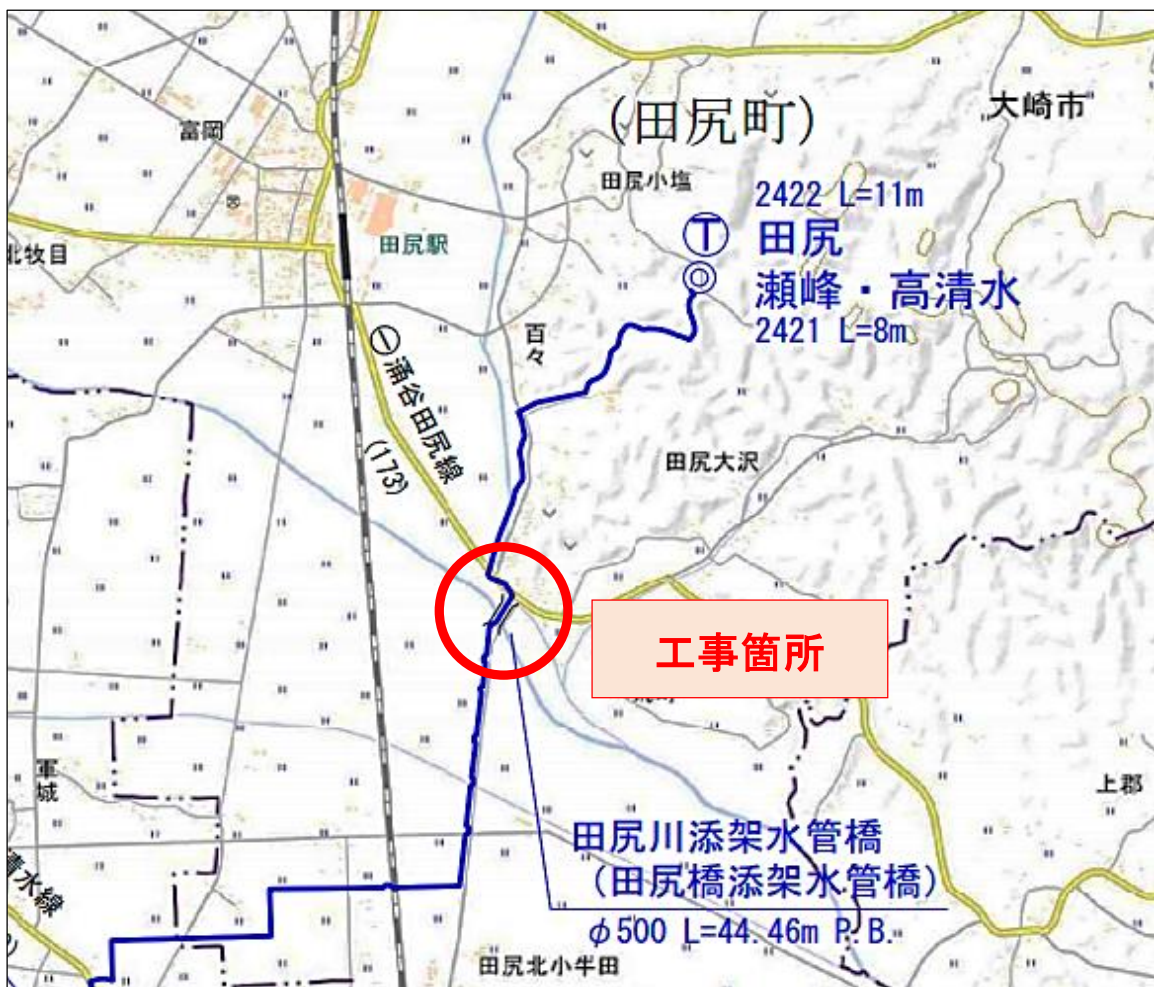 (田尻町)
大崎市
富岡
田尻小塩
2422 L=11m
Ⓣ 田尻
瀬峰・高清水
2421 L=8m
田尻駅
北牧目
百々
㊀涌谷田尻線
(173)
田尻大沢
工事箇所
軍城
上郡
田尻川添架水管橋
(田尻橋添架水管橋)
φ500 L=44.46m P.B.
清水線
田尻北小牛田